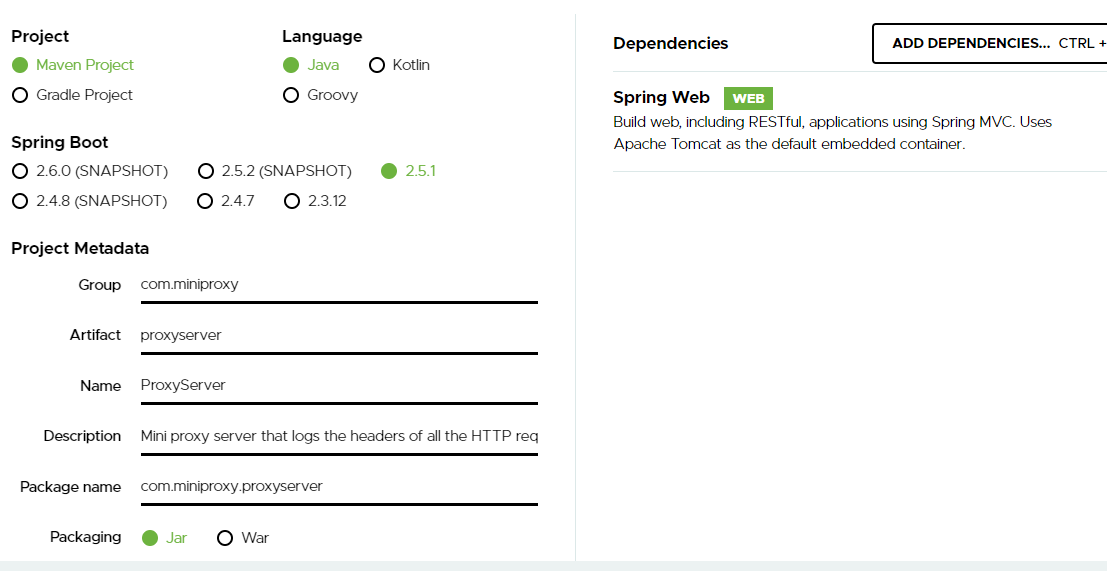 Project
Language
Maven Project
Java
Kotlin
Gradle Project
Groovy
Spring Boot
2.6.0 (SNAPSHOT)
2.5.2 (SNAPSHOT)
2.5.1
2.4.8 (SNAPSHOT)
2.4.7
2.3.12
Project Metadata
Group com.miniproxy
Artifact proxyserver
Name ProxyServer
Description Mini proxy server that logs the headers of all the HTTP req
Package name com.miniproxy.proxyserver
Packaging Jar War
Dependencies
ADD DEPENDENCIES... CTRL +
Spring Web WEB
Build web, including RESTful, applications using Spring MVC. Uses
Apache Tomcat as the default embedded container.